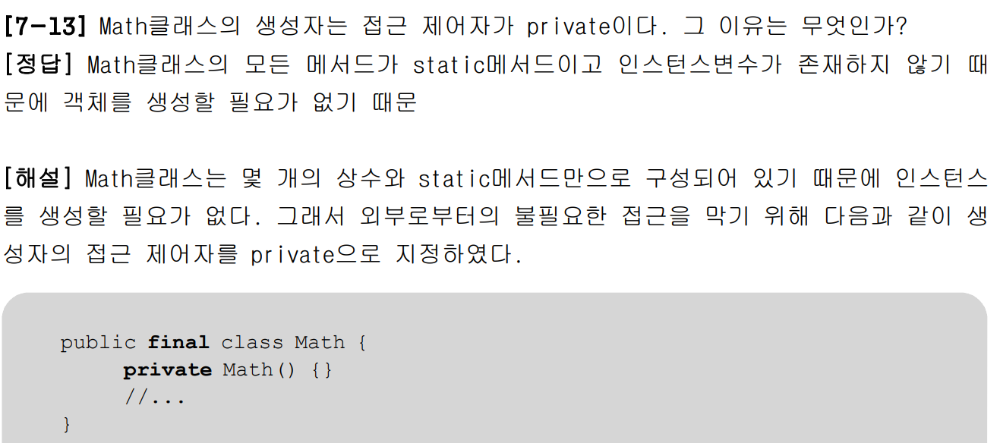 [7-13] Math클래스의 생성자는 접근 제어자가 private이다. 그 이유는 무엇인가?
[정답] Math클래스의 모든 메서드가 static메서드이고 인스턴스변수가 존재하지 않기 때
문에 객체를 생성할 필요가 없기 때문
[해설] Math클래스는 몇 개의 상수와 static메서드만으로 구성되어 있기 때문에 인스턴스
를 생성할 필요가 없다. 그래서 외부로부터의 불필요한 접근을 막기 위해 다음과 같이 생
성자의 접근 제어자를 private으로 지정하였다.
public final class Math {
private Math() {}
//...
}